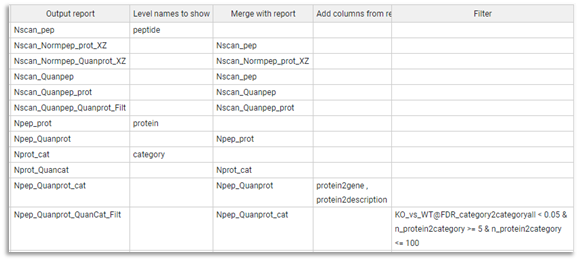 Output report Level names to show Merge with report Add columns from re Filter
Nscan_pep peptide
Nscan_Normpep_prot_XZ Nscan_pep
Nscan_Normpep_Quanprot_XZ Nscan_Normpep_prot_XZ
Nscan_Quanpep Nscan_pep
Nscan_Quanpep_prot Nscan_Quanpep
Nscan_Quanpep_Quanprot_Filt Nscan_Quanpep_prot
Npep_prot protein
Npep_Quanprot Npep_prot
Nprot_cat category
Nprot_Quancat Nprot_cat
Npep_Quanprot_cat Npep_Quanprot protein2gene ,
protein2description
Npep_Quanprot_QuanCat_Filt Npep_Quanprot_cat KO_vs_WT@FDR_category2categoryall < 0.05 &
n_protein2category >= 5 & n_protein2category
<= 100